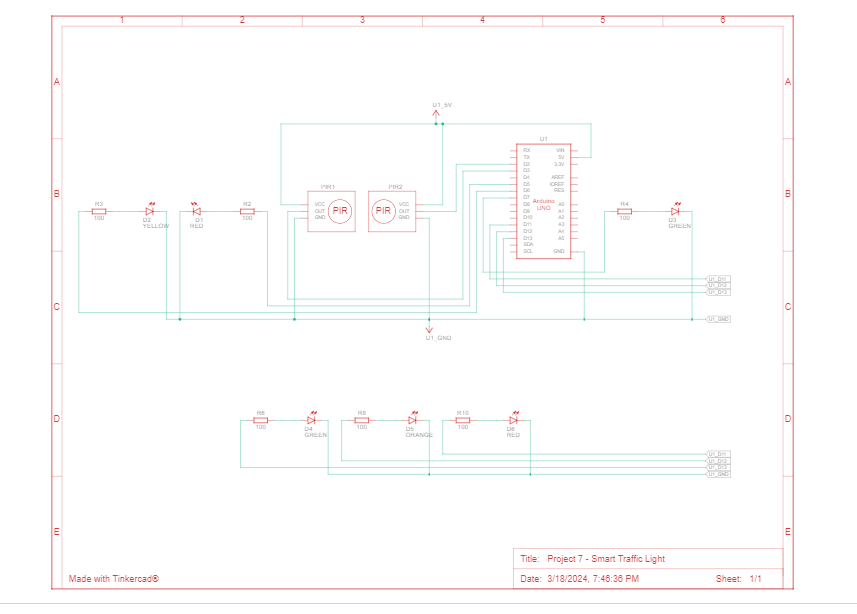 1 2 3 4 5 6
A A
U1_5V
U1
RX VIN
TX 5V
D2 3.3V
D3
D4 AREF
D5 IOREF
D6 RES
D7
D8 A0
D9 A1
D10 A2
D11 A3
D12 A4
D13 A5
SDA
SCL GND
Arduino
UNO
B B
PIR1 PIR2
VCC VCC
OUT PIR PIR OUT
GND GND
R3 R2 R4
100 D2 D1 100 100 D3
YELLOW RED GREEN
U1_D11
U1_D12
U1_D13
C C
U1_GND
U1_GND
R6 R8 R10
D D
100 D4 100 D5 100 D6
GREEN ORANGE RED
U1_D11
U1_D12
U1_D13
U1_GND
E E
Title: Project 7 - Smart Traffic Light
Made with Tinkercad®
Date: 3/18/2024, 7:46:36 PM Sheet: 1/1